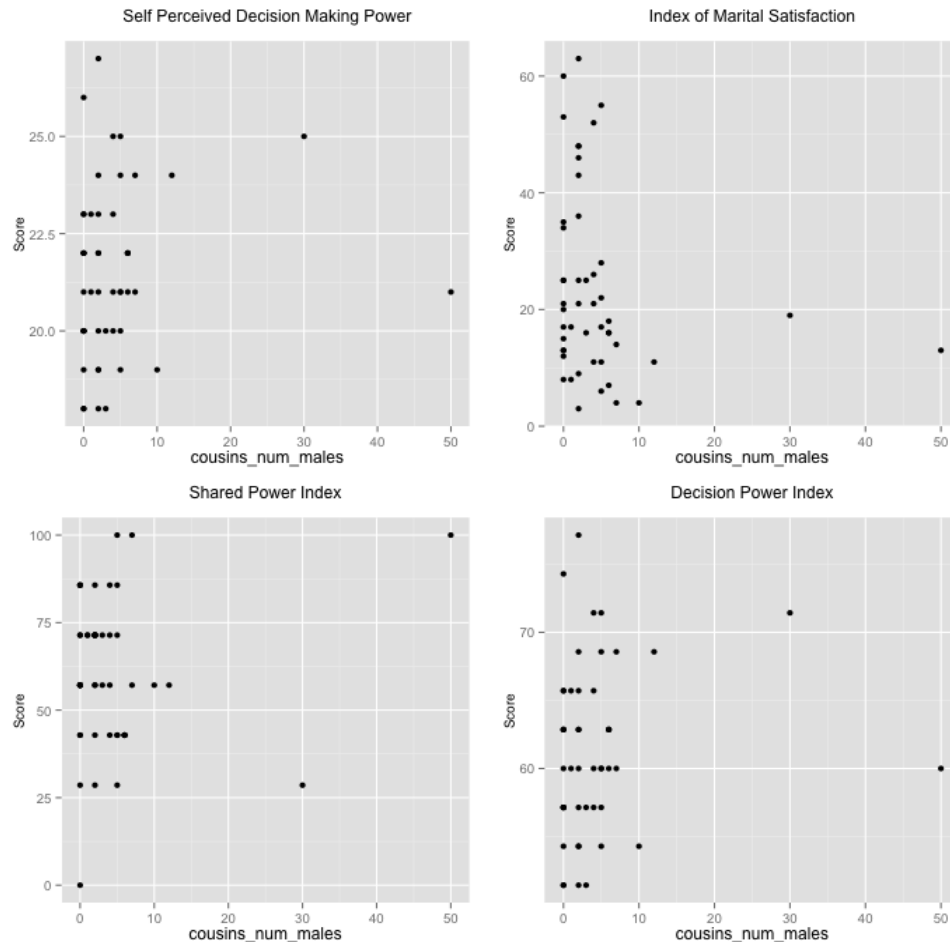 Self Perceived Decision Making Power
Score
25.0
22.5
20.0
0 10 20 30 40 50
cousins_num_males
Index of Marital Satisfaction
Score
60
40
20
0
0 10 20 30 40 50
cousins_num_males
Shared Power Index
Score
100
75
50
25
0
0 10 20 30 40 50
cousins_num_males
Decision Power Index
Score
70
60
0 10 20 30 40 50
cousins_num_males